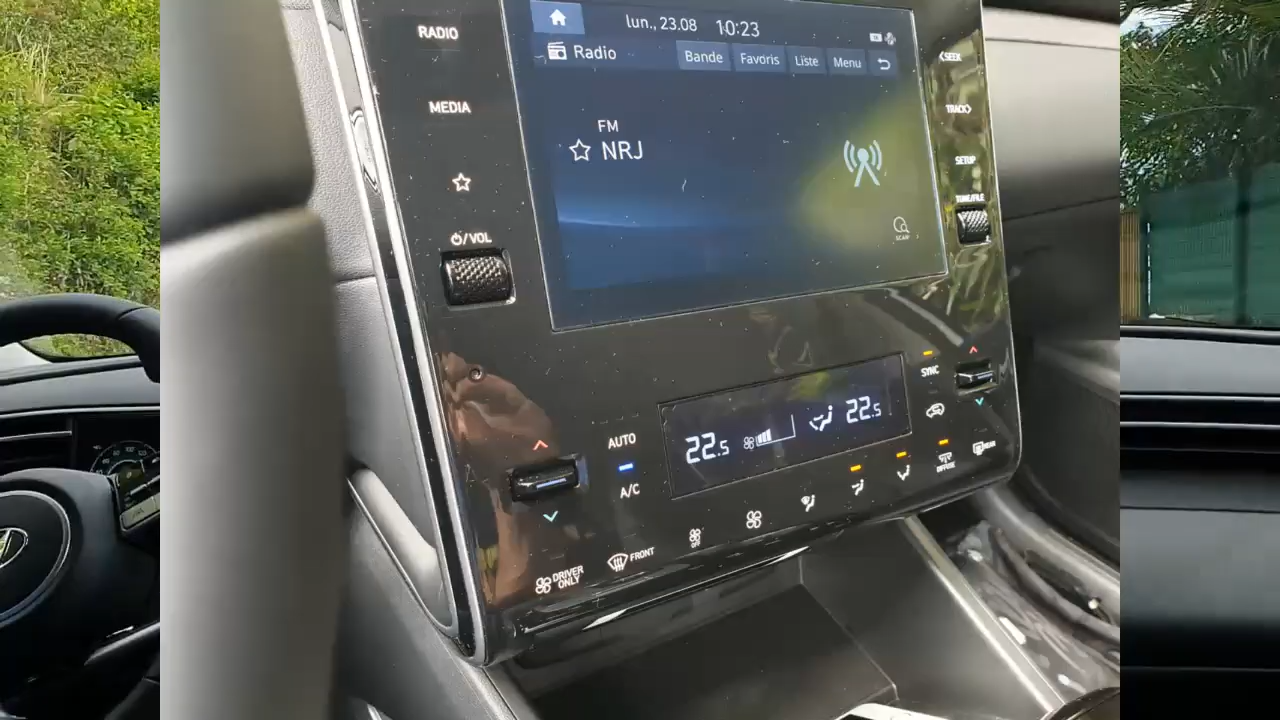 RADIO
MEDIA
⏻/VOL
lun., 23.08 10:23
Radio
Bande Favoris Liste Menu
FM
NRJ
SCAN
<SEEK
TRACK>
SETUP
TUNE/FILE
AUTO
A/C
22.5 22.5
SYNC
DRIVER
ONLY
FRONT
OFF
DIFFUSE
REAR